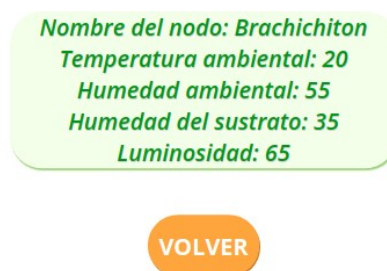 Nombre del nodo: Brachichiton
Temperatura ambiental: 20
Humedad ambiental: 55
Humedad del sustrato: 35
Luminosidad: 65
VOLVER